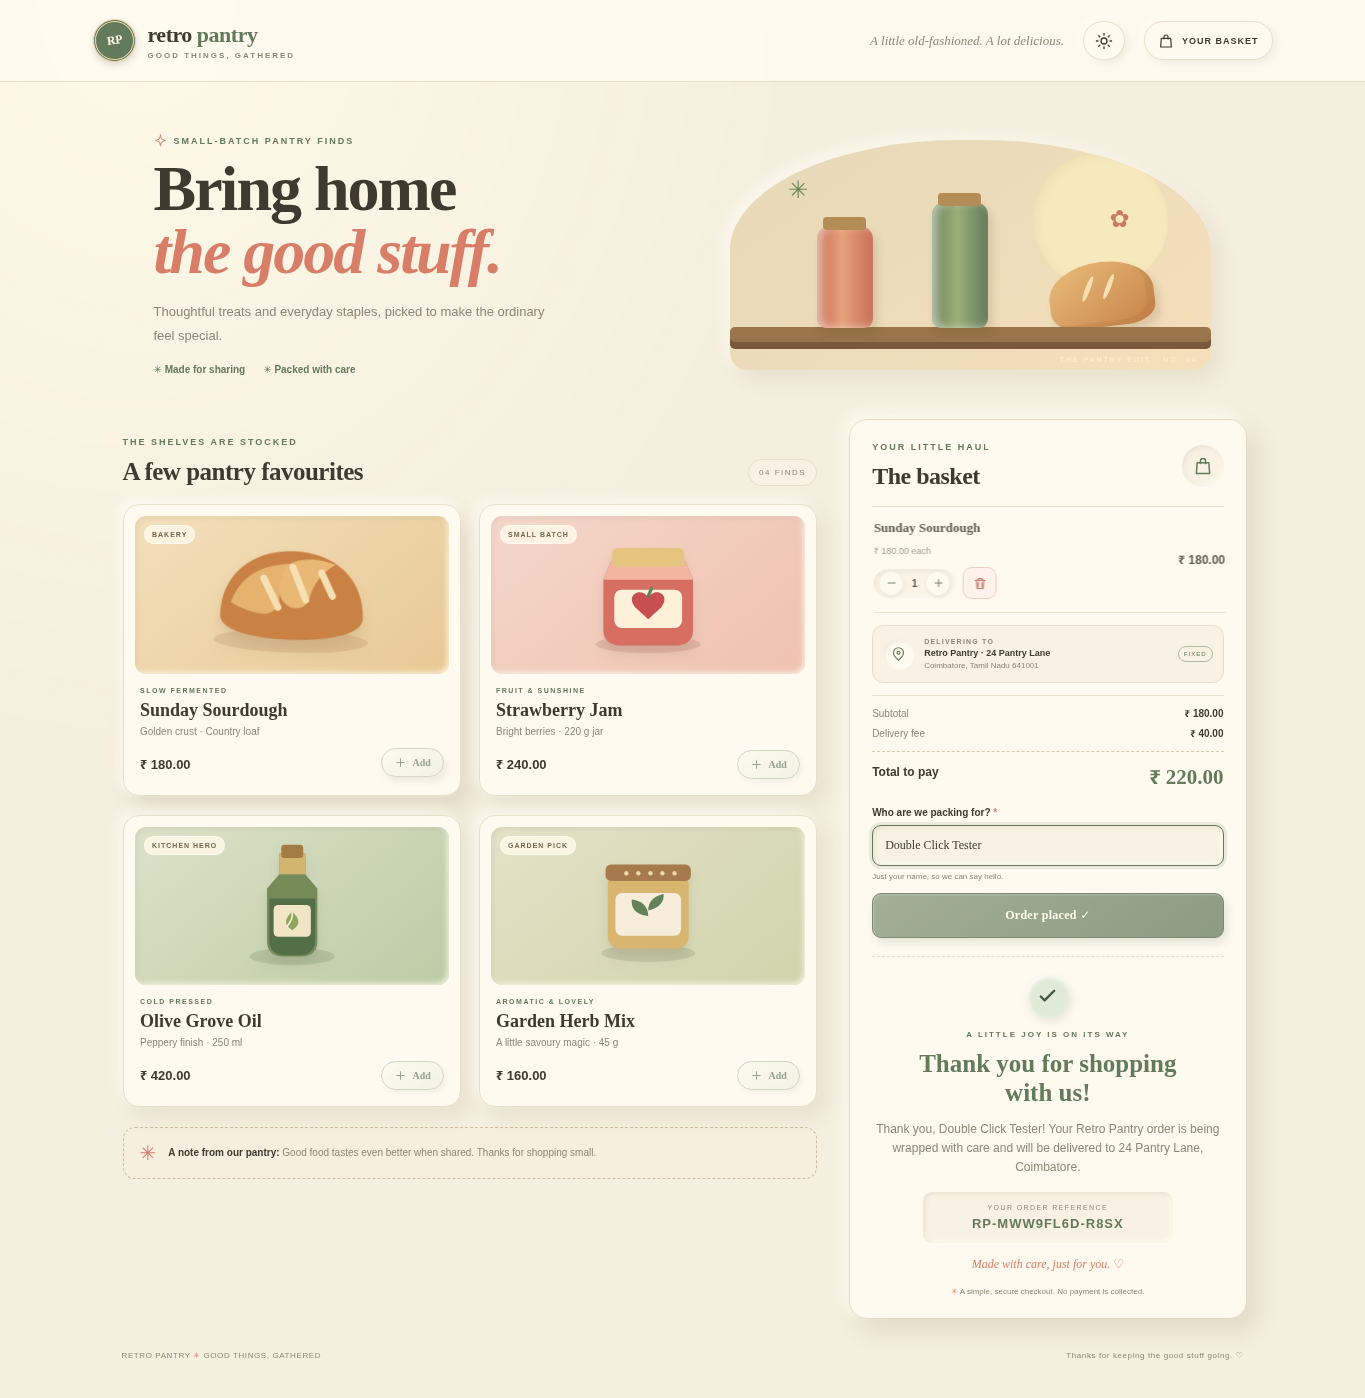 RP
retro pantry
GOOD THINGS, GATHERED
A little old-fashioned. A lot delicious.
YOUR BASKET
SMALL-BATCH PANTRY FINDS
Bring home
the good stuff.
Thoughtful treats and everyday staples, picked to make the ordinary
feel special.
✳ Made for sharing ✳ Packed with care
THE PANTRY EDIT NO.
THE SHELVES ARE STOCKED
A few pantry favourites
04 FINDS
BAKERY
SLOW FERMENTED
Sunday Sourdough
Golden crust · Country loaf
₹ 180.00
+ Add
SMALL BATCH
FRUIT & SUNSHINE
Strawberry Jam
Bright berries · 220 g jar
₹ 240.00
+ Add
KITCHEN HERO
COLD PRESSED
Olive Grove Oil
Peppery finish · 250 ml
₹ 420.00
+ Add
GARDEN PICK
AROMATIC & LOVELY
Garden Herb Mix
A little savoury magic · 45 g
₹ 160.00
+ Add
✳ A note from our pantry: Good food tastes even better when shared. Thanks for shopping small.
YOUR LITTLE HAUL
The basket
Sunday Sourdough
₹ 180.00 each
₹ 180.00
− 1 +
DELIVERING TO
Retro Pantry · 24 Pantry Lane
Coimbatore, Tamil Nadu 641001
FIXED
Subtotal ₹ 180.00
Delivery fee ₹ 40.00
Total to pay ₹ 220.00
Who are we packing for? *
Double Click Tester
Just your name, so we can say hello.
Order placed ✓
A LITTLE JOY IS ON ITS WAY
Thank you for shopping
with us!
Thank you, Double Click Tester! Your Retro Pantry order is being
wrapped with care and will be delivered to 24 Pantry Lane,
Coimbatore.
YOUR ORDER REFERENCE
RP-MWW9FL6D-R8SX
Made with care, just for you. ♡
✳ A simple, secure checkout. No payment is collected.
RETRO PANTRY ✳ GOOD THINGS, GATHERED
Thanks for keeping the good stuff going. ♡